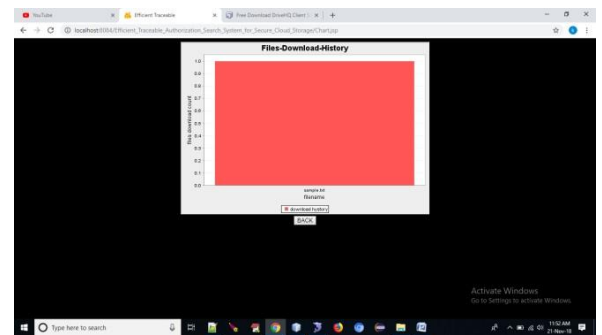 YouTube
Efficient Traceable
Free Download DriveHQ Client
localhost:8084/Efficient_Traceable_Authorization_Search_System_for_Secure_Cloud_Storage/Chart.jsp
Files-Download-History
1.0
0.9
0.8
0.7
0.6
0.5
0.4
0.3
0.2
0.1
0.0
files download count
sample.txt
filename
BACK
Activate Windows
Go to Settings to activate Windows.
Type here to search
11:52 AM
21-Nov-18